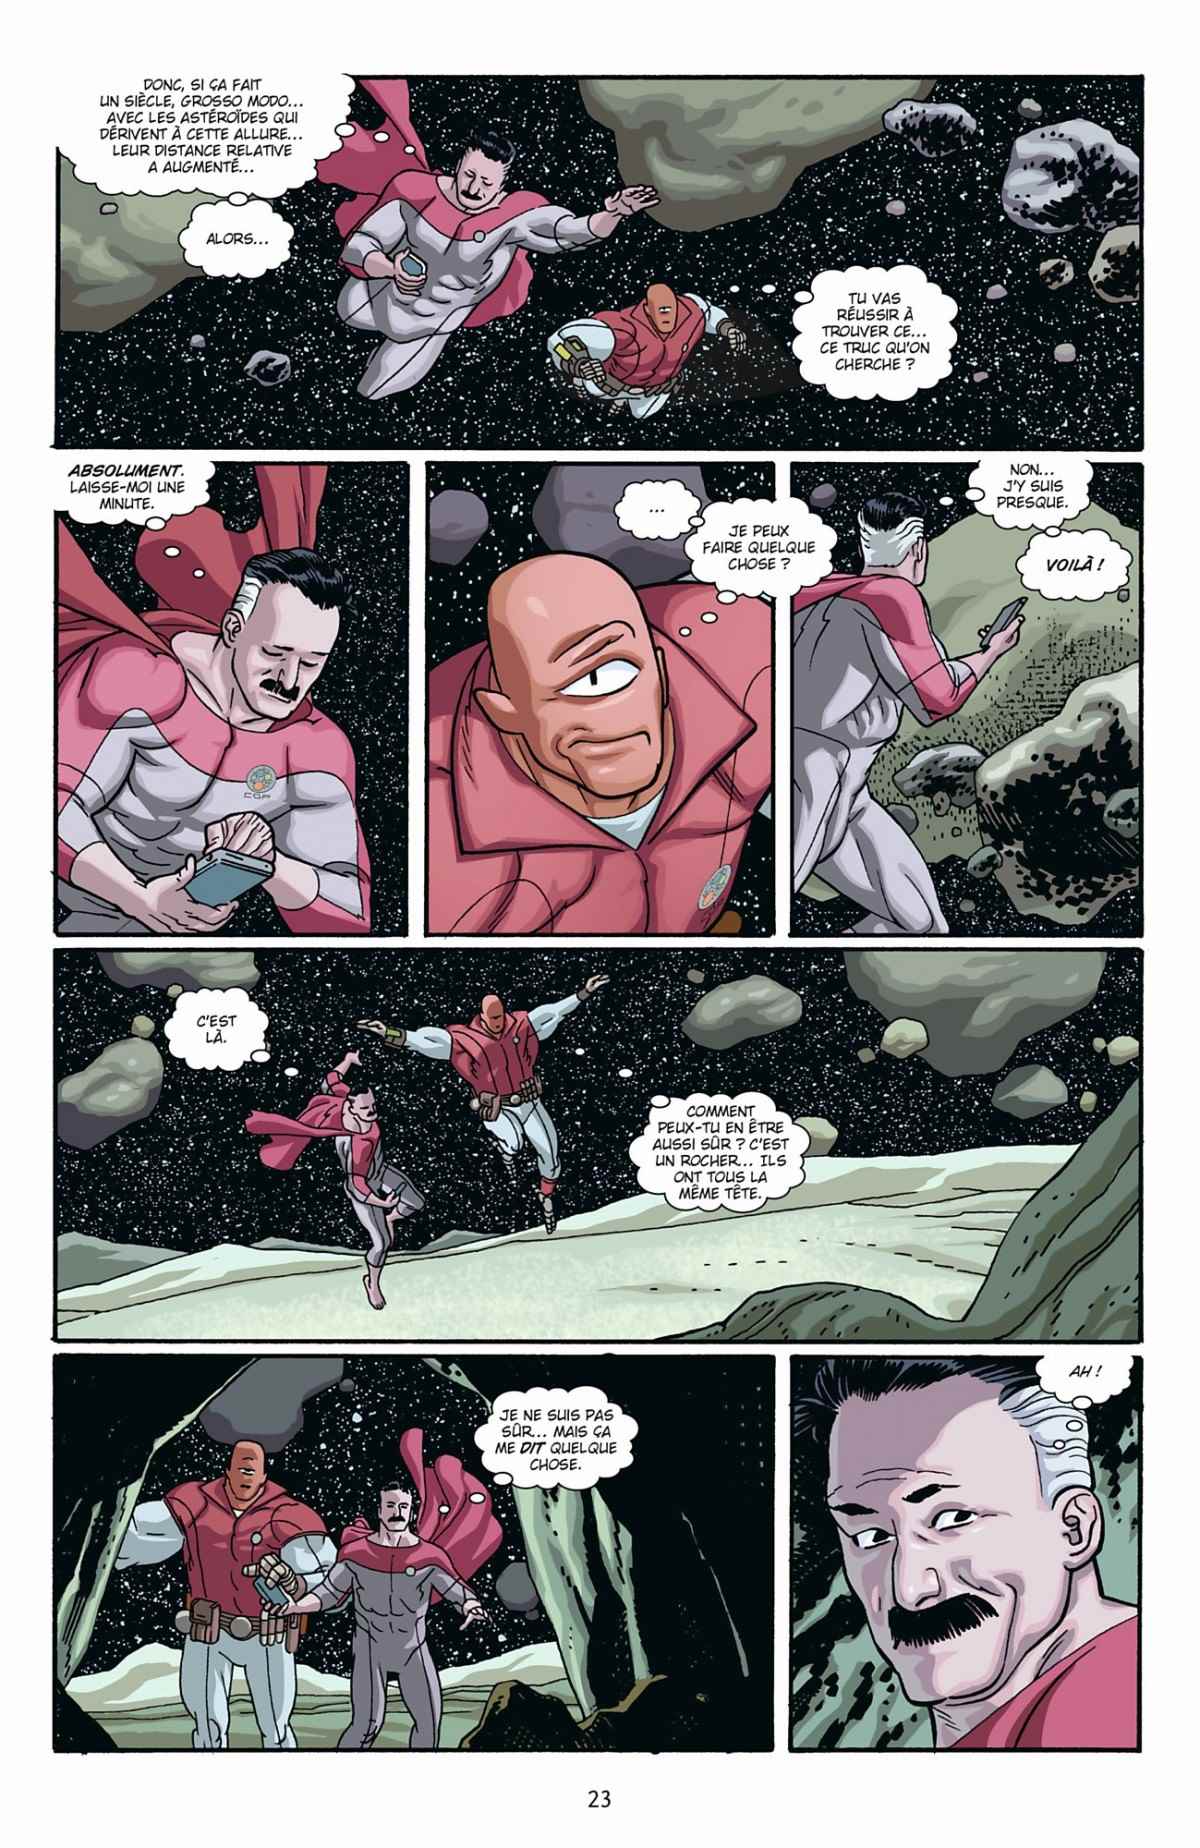 DONC, SI ÇA FAIT
UN SIÈCLE, GROSSO MODO...
AVEC LES ASTÉROÏDES QUI
DÉRIVENT À CETTE ALLURE...
LEUR DISTANCE RELATIVE
A AUGMENTÉ...
ALORS...
TU VAS
RÉUSSIR À
TROUVER CE...
CE TRUC QU'ON
CHERCHE ?
ABSOLUMENT.
LAISSE-MOI UNE
MINUTE.
...
JE PEUX
FAIRE QUELQUE
CHOSE ?
NON...
J'Y SUIS
PRESQUE.
VOILÀ !
C'EST
LÀ.
COMMENT
PEUX-TU EN ÊTRE
AUSSI SÛR ? C'EST
UN ROCHER... ILS
ONT TOUS LA
MÊME TÊTE.
JE NE SUIS PAS
SÛR... MAIS ÇA
ME DIT QUELQUE
CHOSE.
AH !
23